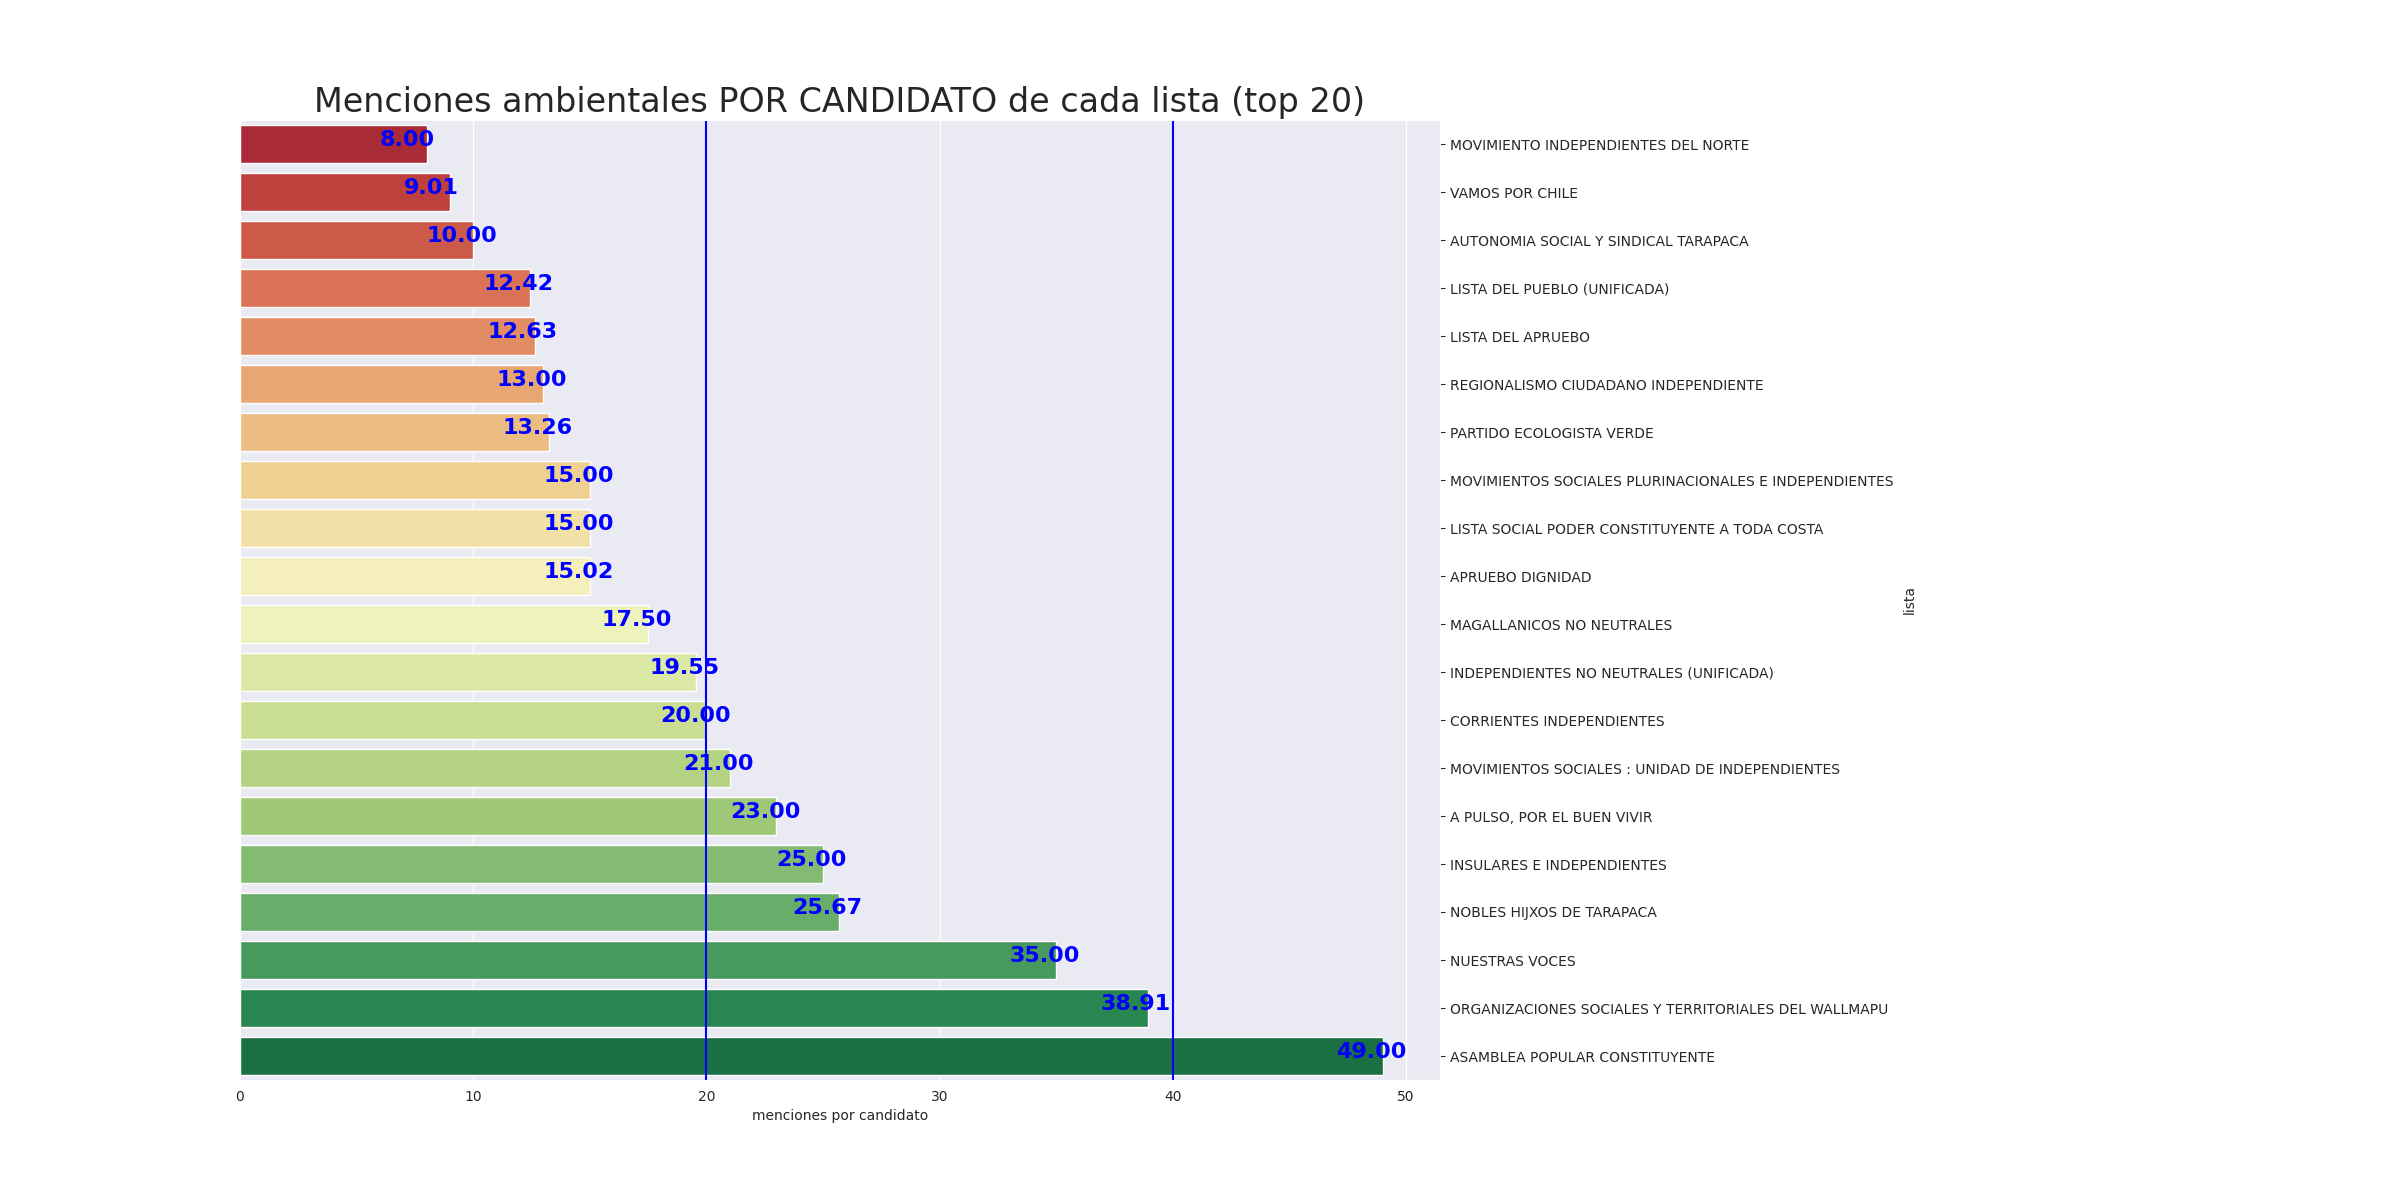 Menciones ambientales POR CANDIDATO de cada lista (top 20)
8.00 MOVIMIENTO INDEPENDIENTES DEL NORTE
9.01 VAMOS POR CHILE
10.00 AUTONOMIA SOCIAL Y SINDICAL TARAPACA
12.42 LISTA DEL PUEBLO (UNIFICADA)
12.63 LISTA DEL APRUEBO
13.00 REGIONALISMO CIUDADANO INDEPENDIENTE
13.26 PARTIDO ECOLOGISTA VERDE
15.00 MOVIMIENTOS SOCIALES PLURINACIONALES E INDEPENDIENTES
15.00 LISTA SOCIAL PODER CONSTITUYENTE A TODA COSTA
15.02 APRUEBO DIGNIDAD
17.50 MAGALLANICOS NO NEUTRALES
19.55 INDEPENDIENTES NO NEUTRALES (UNIFICADA)
20.00 CORRIENTES INDEPENDIENTES
21.00 MOVIMIENTOS SOCIALES : UNIDAD DE INDEPENDIENTES
23.00 A PULSO, POR EL BUEN VIVIR
25.00 INSULARES E INDEPENDIENTES
25.67 NOBLES HIJXOS DE TARAPACA
35.00 NUESTRAS VOCES
38.91 ORGANIZACIONES SOCIALES Y TERRITORIALES DEL WALLMAPU
49.00 ASAMBLEA POPULAR CONSTITUYENTE
lista
0 10 20 30 40 50
menciones por candidato